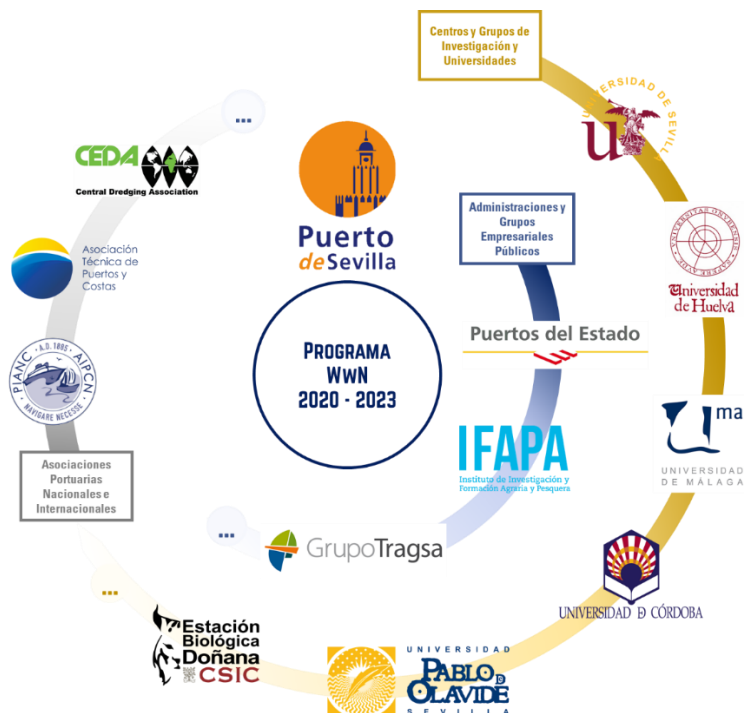 Centros y Grupos de
Investigación y
Universidades
UNIVERSIDAD DE SEVILLA
u
...
CEDA
Central Dredging Association
Puerto
deSevilla
Administraciones y
Grupos
Empresariales
Públicos
Asociación
Técnica de
Puertos y
Costas
Universidad
de Huelva
Puertos del Estado
PROGRAMA
WWN
2020 - 2023
· A.D. 1885 ·
PIANC
AIPCN
NAVIGARE NECESSE
uma
UNIVERSIDAD
DE MÁLAGA
IFAPA
Instituto de Investigación y
Formación Agraria y Pesquera
Asociaciones
Portuarias
Nacionales e
Internacionales
...
GrupoTragsa
...
UNIVERSIDAD D CÓRDOBA
Estación
Biológica
Doñana
CSIC
UNIVERSIDAD
PABLO DE
OLAVIDE
SEVILLA